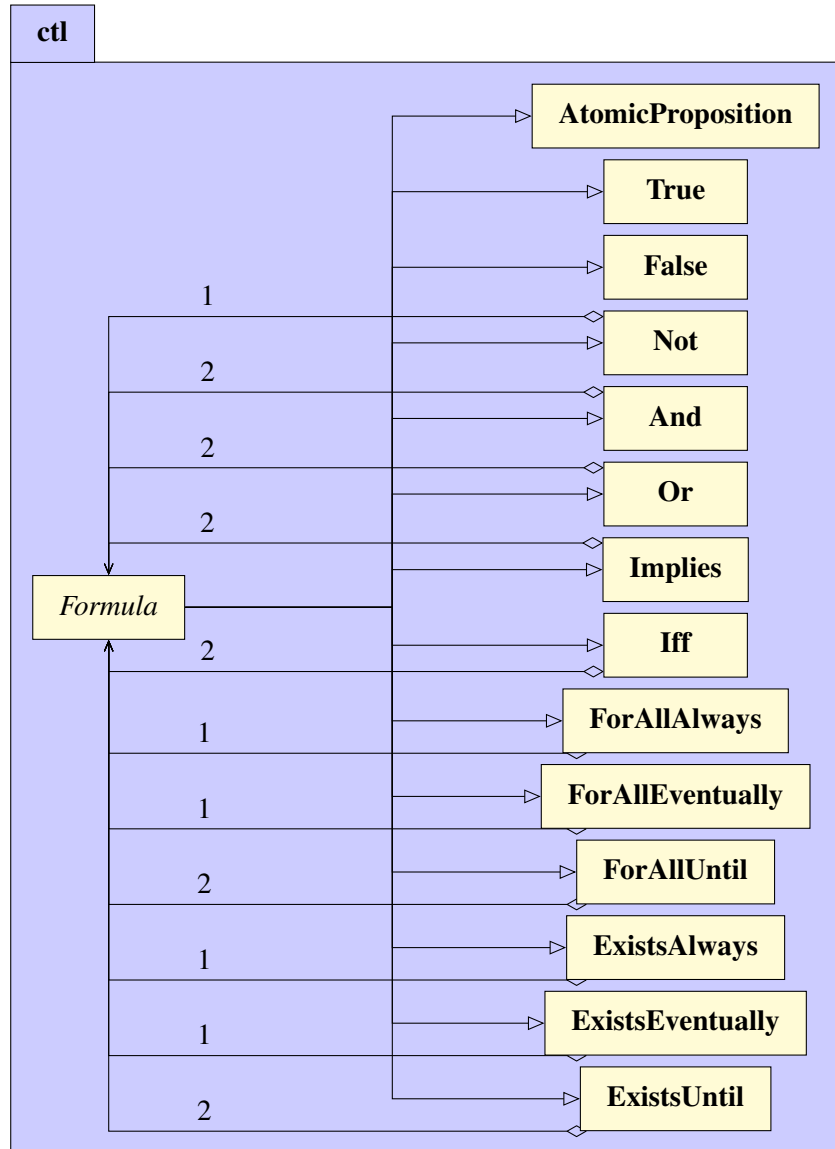 ctl
AtomicProposition
True
False
1
Not
2
And
2
Or
2
Implies
Formula
2
Iff
1
ForAllAlways
1
ForAllEventually
2
ForAllUntil
1
ExistsAlways
1
ExistsEventually
2
ExistsUntil